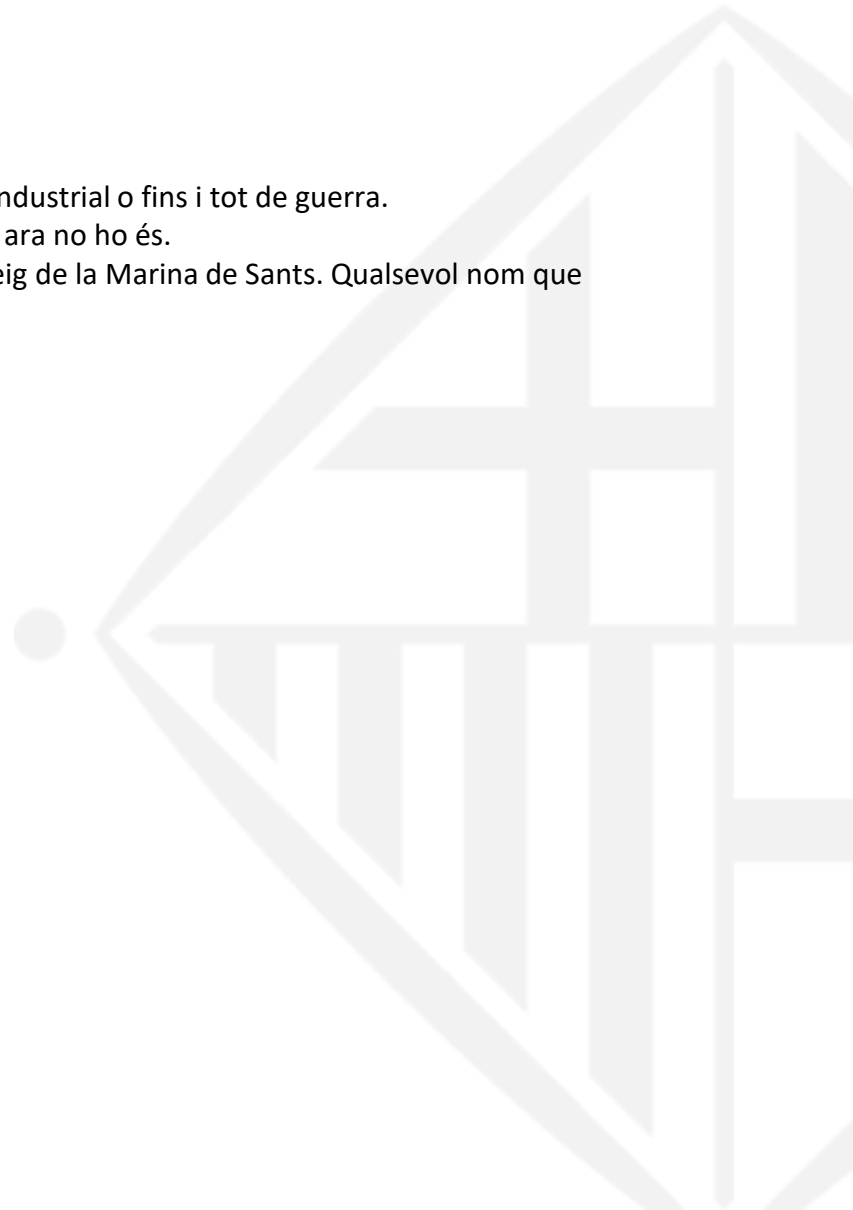 ndustrial o fins i tot de guerra.
ara no ho és.
eig de la Marina de Sants. Qualsevol nom que